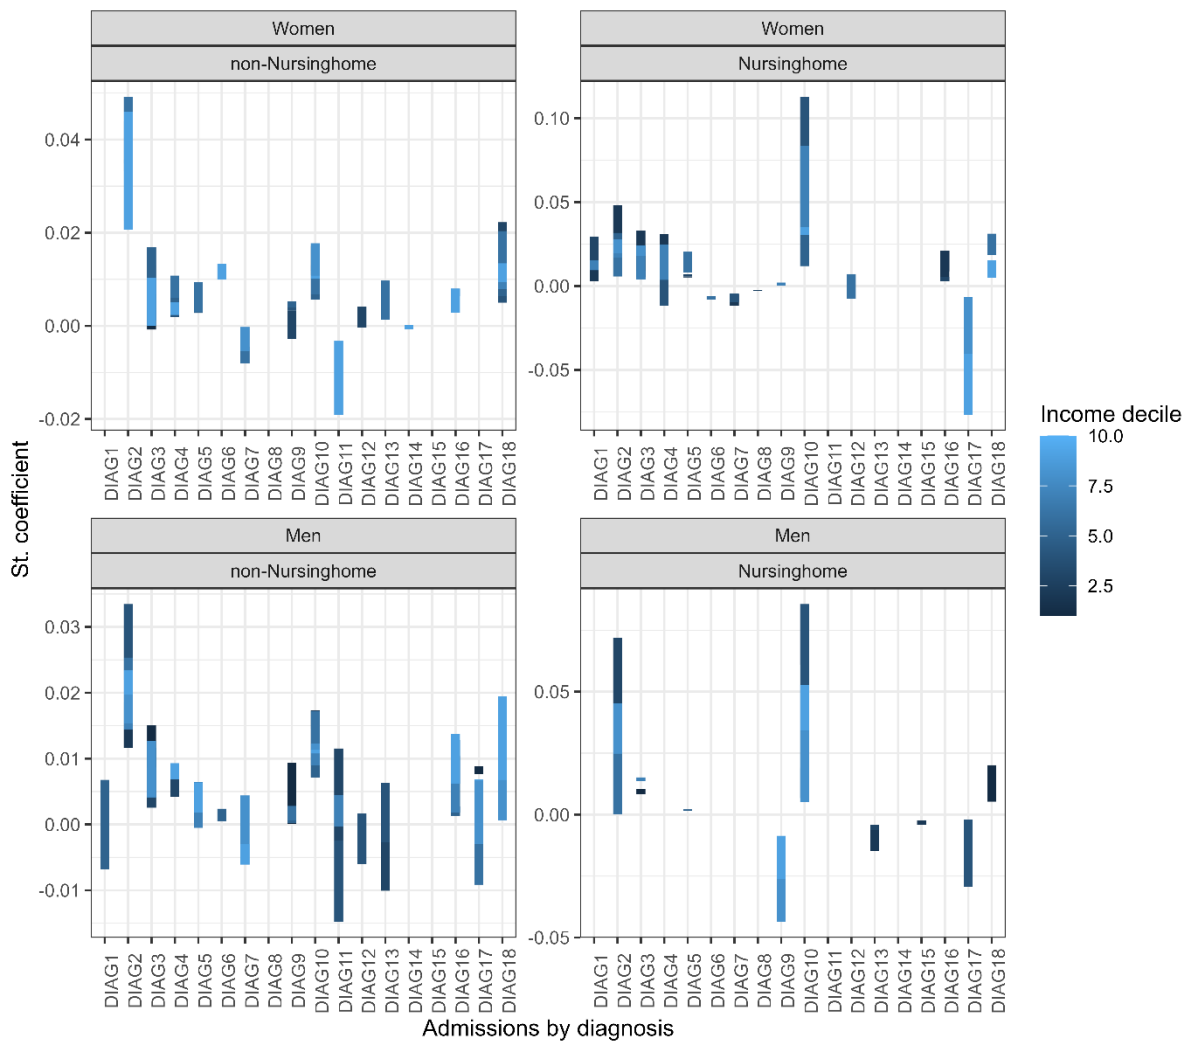 Women
non-Nursinghome
0.04
0.02
0.00
-0.02
DIAG1 DIAG2 DIAG3 DIAG4 DIAG5 DIAG6 DIAG7 DIAG8 DIAG9 DIAG10 DIAG11 DIAG12 DIAG13 DIAG14 DIAG16 DIAG17 DIAG18
Women
Nursinghome
0.10
0.05
0.00
-0.05
DIAG1 DIAG2 DIAG3 DIAG4 DIAG5 DIAG6 DIAG7 DIAG8 DIAG9 DIAG10 DIAG11 DIAG12 DIAG13 DIAG14 DIAG15 DIAG16 DIAG17 DIAG18
Men
non-Nursinghome
0.03
0.02
0.01
0.00
-0.01
DIAG1 DIAG2 DIAG3 DIAG4 DIAG5 DIAG6 DIAG7 DIAG8 DIAG9 DIAG10 DIAG11 DIAG12 DIAG13 DIAG14 DIAG15 DIAG16 DIAG17 DIAG18
Men
Nursinghome
0.05
0.00
-0.05
DIAG1 DIAG2 DIAG3 DIAG4 DIAG5 DIAG6 DIAG7 DIAG8 DIAG9 DIAG10 DIAG11 DIAG12 DIAG13 DIAG14 DIAG15 DIAG16 DIAG17 DIAG18
St. coefficient
Admissions by diagnosis
Income decile
10.0
7.5
5.0
2.5